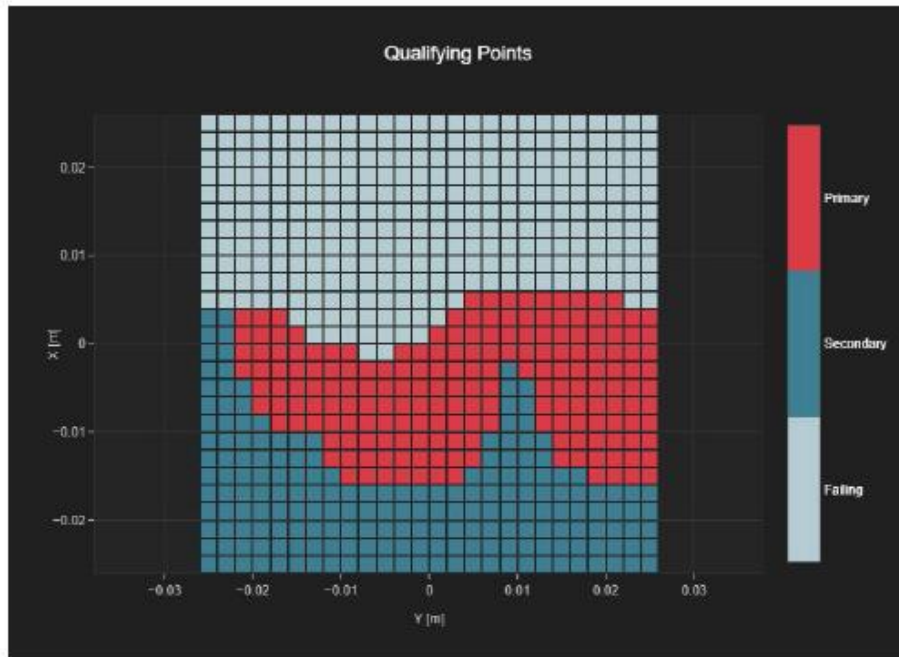 Qualifying Points
0.02
0.01
0
−0.01
−0.02
X [m]
−0.03
−0.02
−0.01
0
0.01
0.02
0.03
Y [m]
Primary
Secondary
Failing